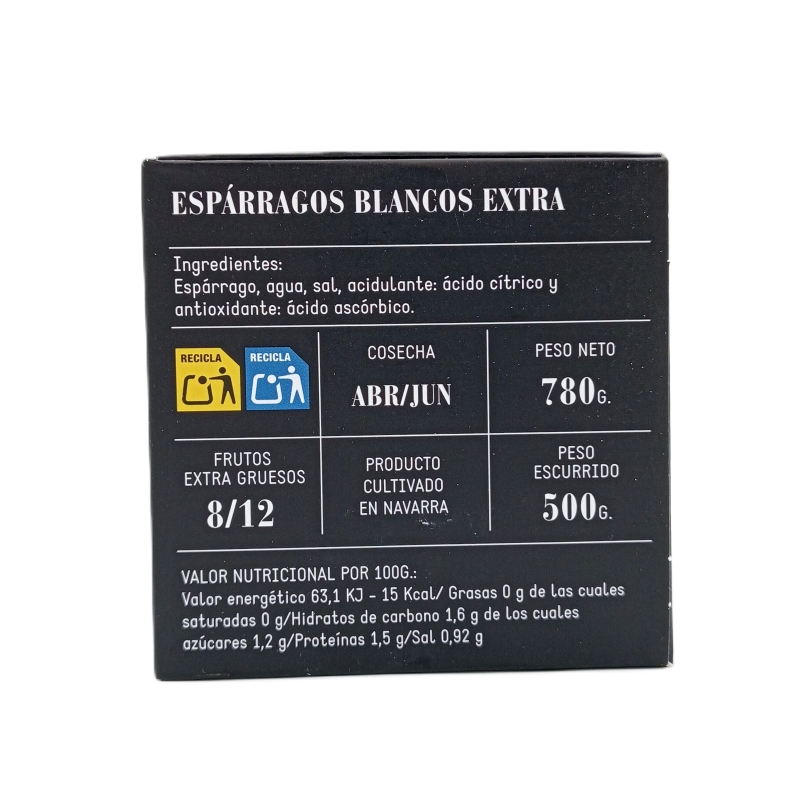 ESPÁRRAGOS BLANCOS EXTRA
Ingredientes:
Espárrago, agua, sal, acidulante: ácido cítrico y
antioxidante: ácido ascórbico.
RECICLA
RECICLA
COSECHA
ABR/JUN
PESO NETO
780G.
FRUTOS
EXTRA GRUESOS
8/12
PRODUCTO
CULTIVADO
EN NAVARRA
PESO
ESCURRIDO
500G.
VALOR NUTRICIONAL POR 100G.:
Valor energético 63,1 KJ - 15 Kcal/ Grasas 0 g de las cuales
saturadas 0 g/Hidratos de carbono 1,6 g de los cuales
azúcares 1,2 g/Proteínas 1,5 g/Sal 0,92 g